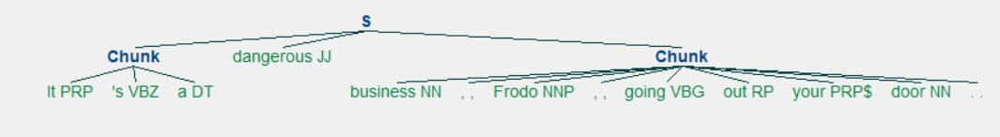 S
Chunk dangerous JJ Chunk
It PRP 's VBZ a DT business NN , , Frodo NNP , , going VBG out RP your PRP$ door NN . .